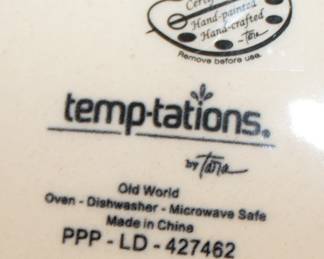 Hand-painted
Hand-crafted
-Tara
Remove before use.
temp-tations®
by Tara
Old World
Oven - Dishwasher - Microwave Safe
Made in China
PPP - LD - 427462